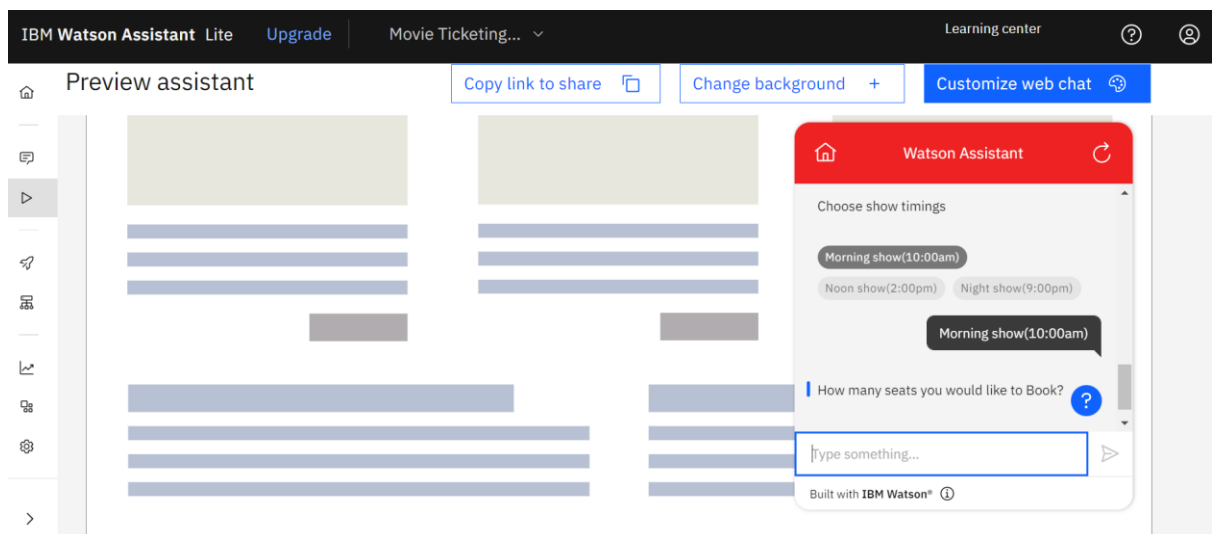 IBM Watson Assistant Lite Upgrade Movie Ticketing... Learning center
Preview assistant Copy link to share Change background + Customize web chat
Watson Assistant
Choose show timings
Morning show(10:00am)
Noon show(2:00pm) Night show(9:00pm)
Morning show(10:00am)
How many seats you would like to Book?
?
Type something...
Built with IBM Watson®